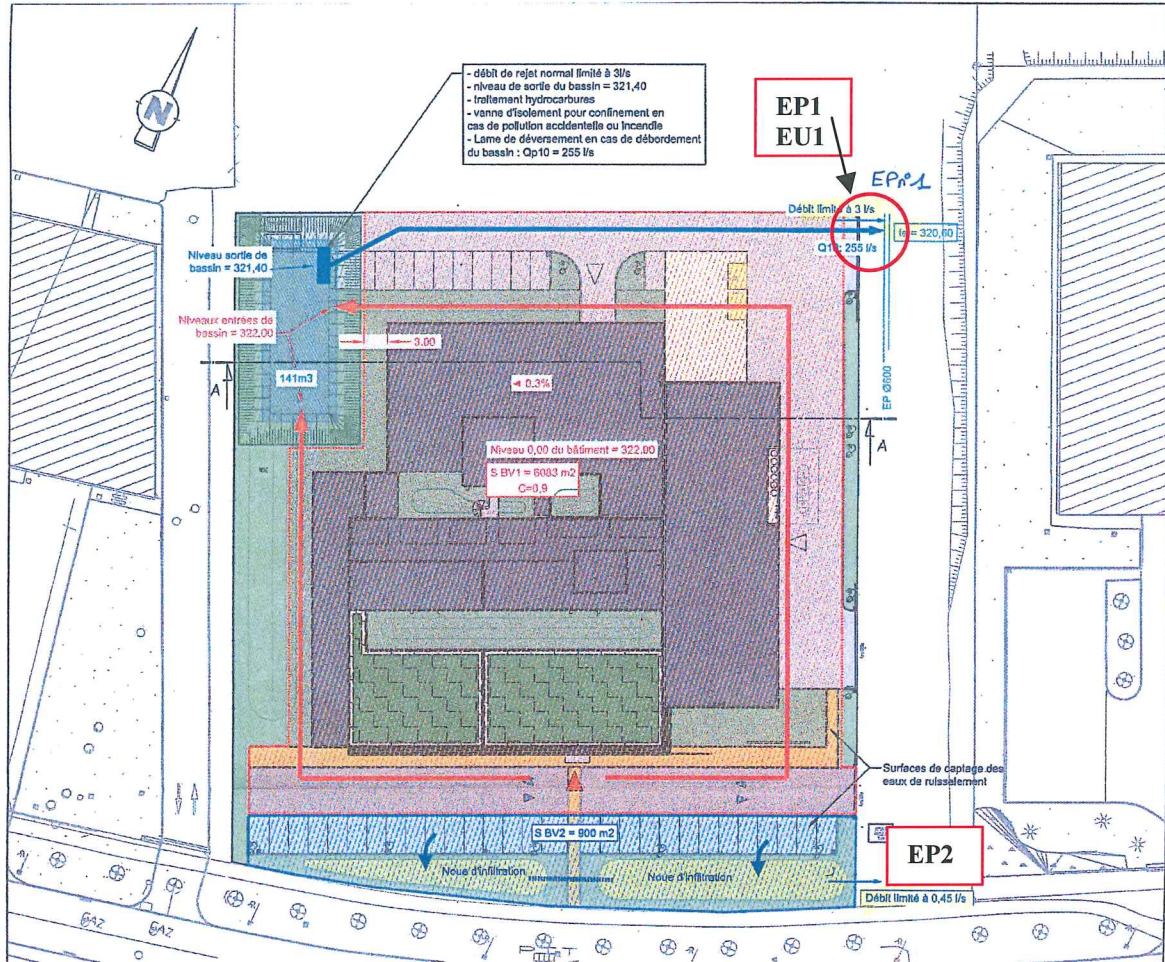 N
- débit de rejet normal limité à 3l/s
- niveau de sortie du bassin = 321,40
- traitement hydrocarbures
- vanne d'isolement pour confinement en
cas de pollution accidentelle ou incendie
- Lame de déversement en cas de débordement
du bassin : Qp10 = 255 l/s
EP1
EU1
EP n°1
Débit limité à 3 l/s
fe = 320,60
Q10: 255 l/s
Niveau sortie de
bassin = 321,40
Niveaux entrées de
bassin = 322,00
3.00
A
141m3
0.3%
EP Ø600
A
Niveau 0,00 du bâtiment = 322.90
S BV1 = 6083 m2
C=0,9
Surfaces de captage des
eaux de ruisselement
S BV2 = 900 m2
EP2
Noue d'infiltration
Noue d'infiltration
Débit limité à 0,45 l/s
GAZ
GAZ